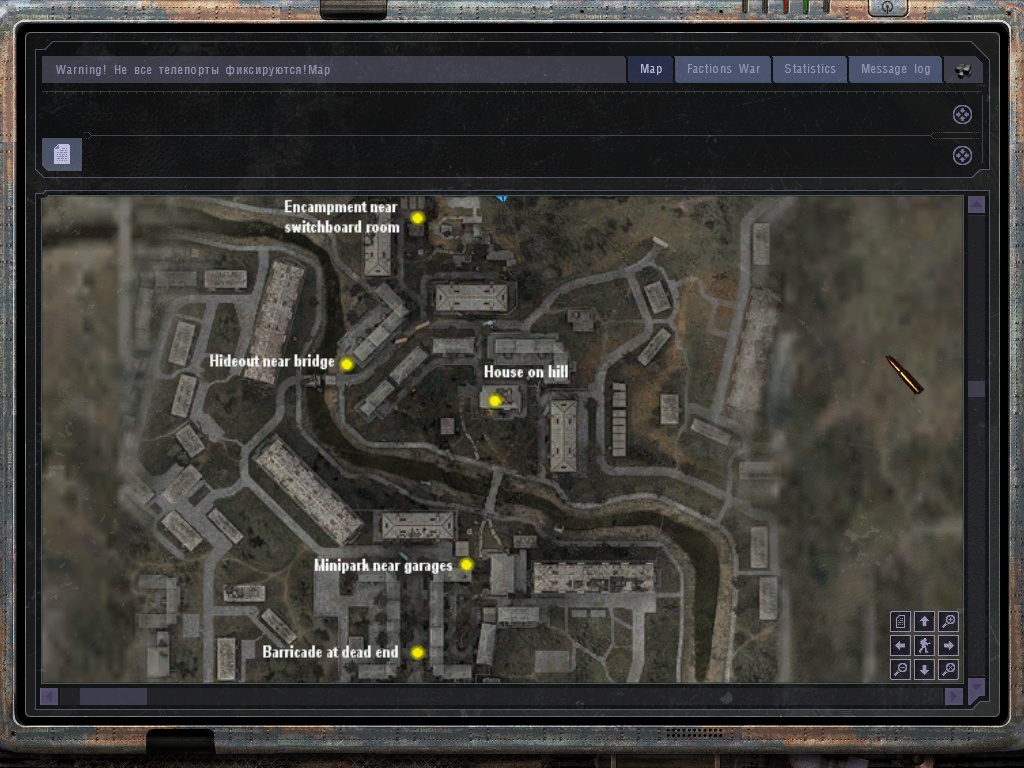 Warning! Не все телепорты фиксируются!Map
Map
Factions War
Statistics
Message log
Encampment near
switchboard room
Hideout near bridge
House on hill
Minipark near garages
Barricade at dead end